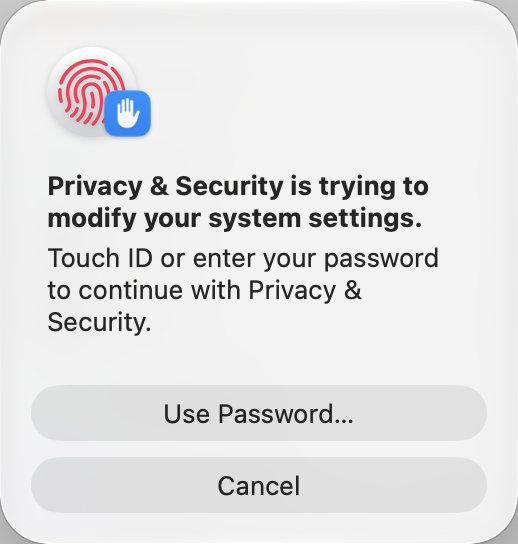 Privacy & Security is trying to
modify your system settings.
Touch ID or enter your password
to continue with Privacy &
Security.
Use Password...
Cancel